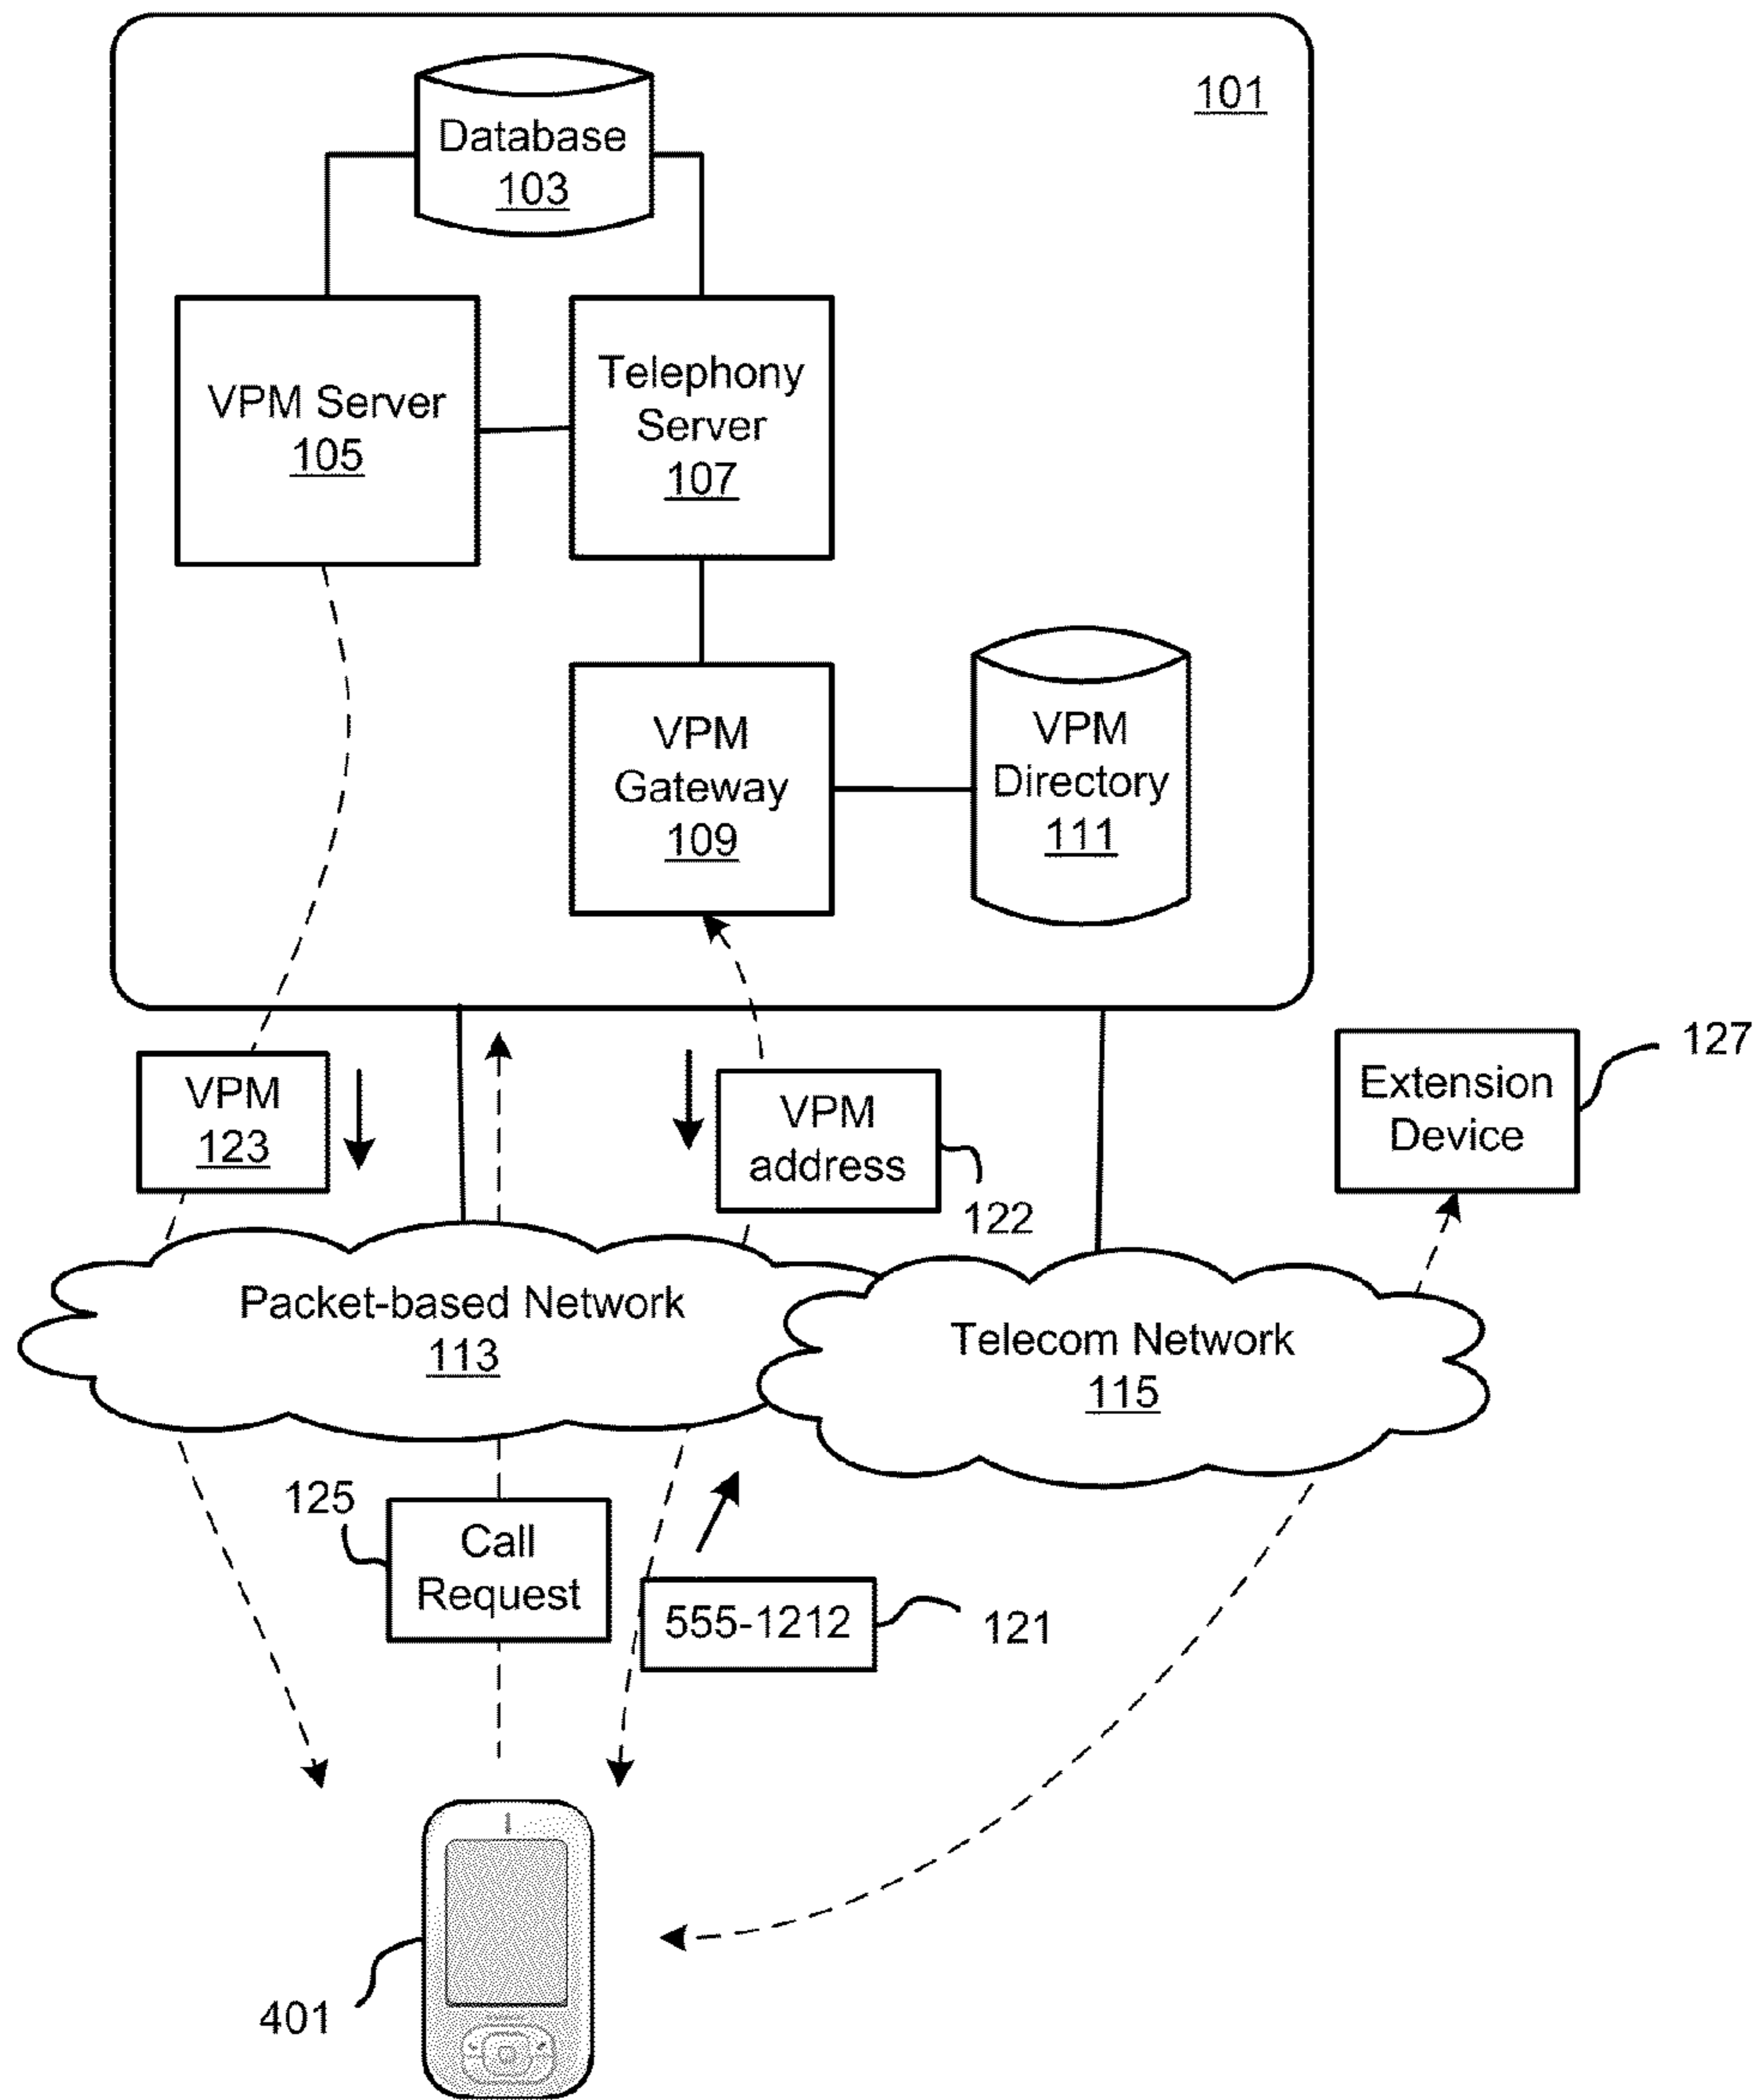 101
Database
103
VPM Server
105
Telephony
Server
107
VPM
Gateway
109
VPM
Directory
111
VPM
123
VPM
address
122
Extension
Device
127
Packet-based Network
113
Telecom Network
115
125
Call
Request
555-1212
121
401